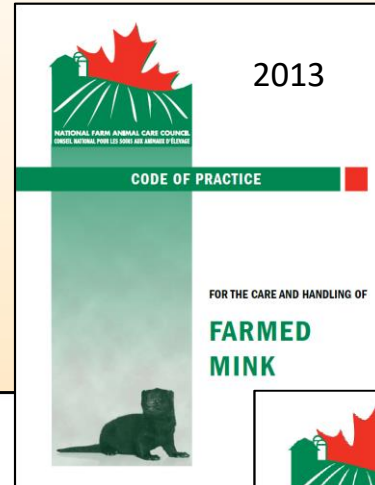 2013
NATIONAL FARM ANIMAL CARE COUNCIL
CONSEIL NATIONAL POUR LES SOINS AUX ANIMAUX D'ÉLEVAGE
CODE OF PRACTICE
FOR THE CARE AND HANDLING OF
FARMED
MINK